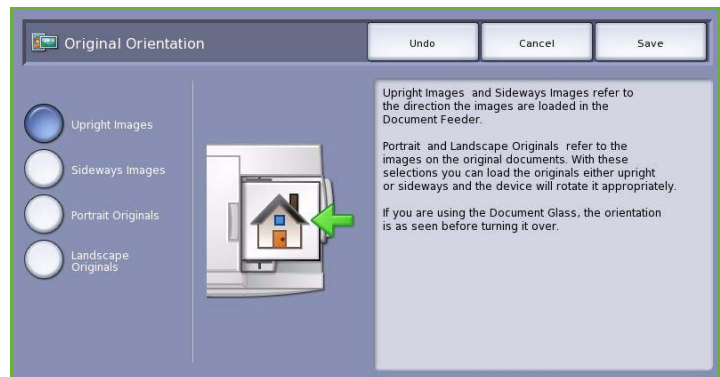 Original Orientation
Undo
Cancel
Save
Upright Images
Sideways Images
Portrait Originals
Landscape
Originals
Upright Images and Sideways Images refer to
the direction the images are loaded in the
Document Feeder.
Portrait and Landscape Originals refer to the
images on the original documents. With these
selections you can load the originals either upright
or sideways and the device will rotate it appropriately.
If you are using the Document Glass, the orientation
is as seen before turning it over.